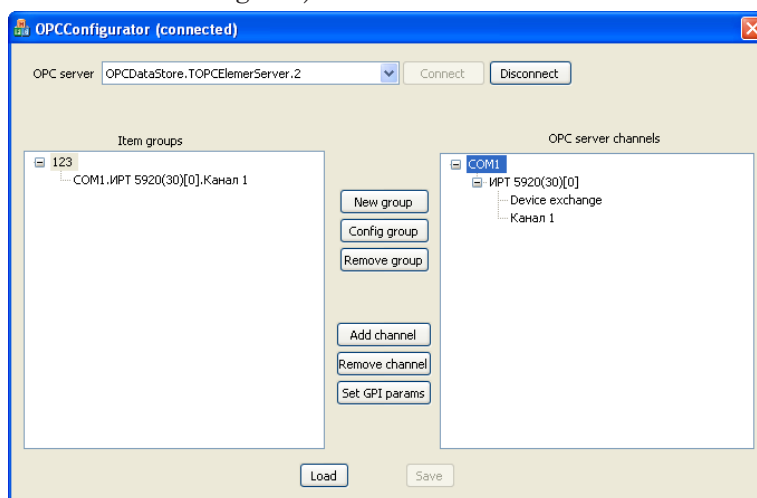 OPCConfigurator (connected)
OPC server OPCDataStore.TOPCElemerServer.2 Connect Disconnect
Item groups
OPC server channels
123
COM1.ИРТ 5920(30)[0].Канал 1
New group
Config group
Remove group
Add channel
Remove channel
Set GPI params
COM1
ИРТ 5920(30)[0]
Device exchange
Канал 1
Load Save